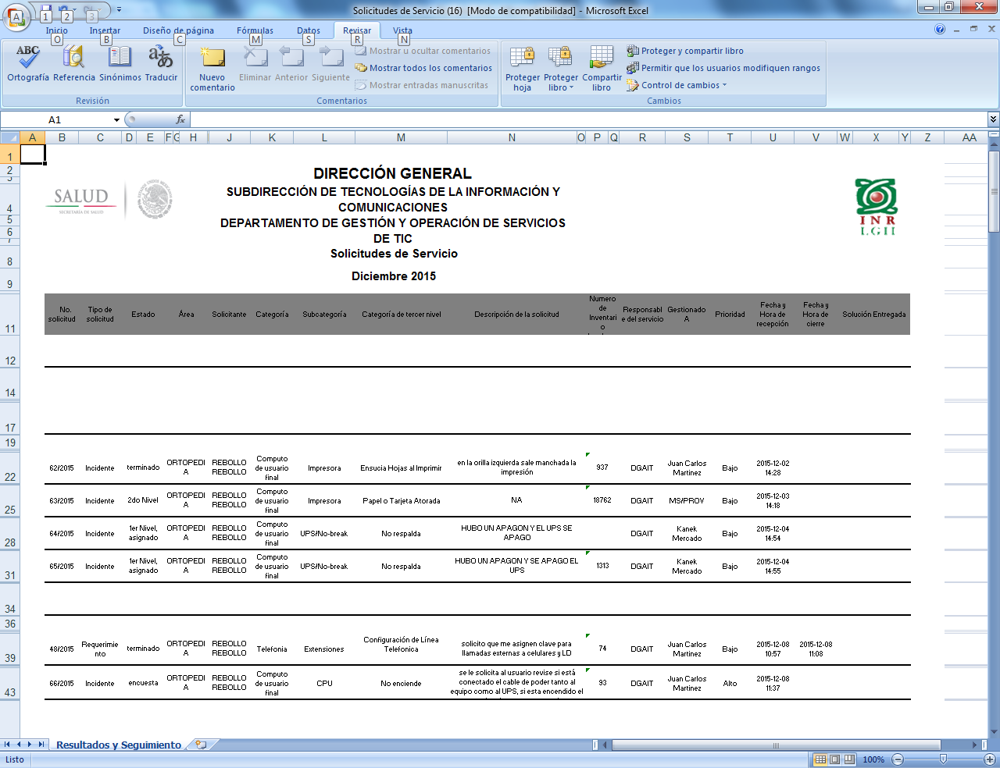 Solicitudes de Servicio (16) [Modo de compatibilidad] - Microsoft Excel
1 2 3
Inicio Insertar Diseño de página Fórmulas Datos Revisar Vista
O B C M S R N
ABC
Ortografía Referencia Sinónimos Traducir
Revisión
Nuevo comentario Eliminar Anterior Siguiente
Mostrar u ocultar comentarios
Mostrar todos los comentarios
Mostrar entradas manuscritas
Comentarios
Proteger hoja Proteger libro Compartir libro
Proteger y compartir libro
Permitir que los usuarios modifiquen rangos
Control de cambios
Cambios
A1 fx
A B C D E F G H J K L M N O P Q R S T U V W X Y Z AA
DIRECCIÓN GENERAL
SUBDIRECCIÓN DE TECNOLOGÍAS DE LA INFORMACIÓN Y
COMUNICACIONES
DEPARTAMENTO DE GESTIÓN Y OPERACIÓN DE SERVICIOS
DE TIC
Solicitudes de Servicio
Diciembre 2015
SALUD
SECRETARÍA DE SALUD
INR
LGII
1
2
3
4
5
6
7
8
9
11 No. solicitud Tipo de solicitud Estado Área Solicitante Categoría Subcategoría Categoría de tercer nivel Descripción de la solicitud Numero de Inventari o Responsabl e del servicio Gestionado A Prioridad Fecha y Hora de recepción Fecha y Hora de cierre Solución Entregada
12
14
17
19
22 62/2015 Incidente terminado ORTOPEDI A REBOLLO REBOLLO Computo de usuario final Impresora Ensucia Hojas al Imprimir en la orilla izquierda sale manchada la impresión 937 DGAIT Juan Carlos Martinez Bajo 2015-12-02 14:28
25 63/2015 Incidente 2do Nivel ORTOPEDI A REBOLLO REBOLLO Computo de usuario final Impresora Papel o Tarjeta Atorada NA 18762 DGAIT MS/PROV Bajo 2015-12-03 14:18
28 64/2015 Incidente 1er Nivel, asignado ORTOPEDI A REBOLLO REBOLLO Computo de usuario final UPS/No-break No respalda HUBO UN APAGON Y EL UPS SE APAGO DGAIT Kanek Mercado Bajo 2015-12-04 14:54
31 65/2015 Incidente 1er Nivel, asignado ORTOPEDI A REBOLLO REBOLLO Computo de usuario final UPS/No-break No respalda HUBO UN APAGON Y SE APAGO EL UPS 1313 DGAIT Kanek Mercado Bajo 2015-12-04 14:55
34
36
39 48/2015 Requerimie nto terminado ORTOPEDI A REBOLLO REBOLLO Telefonia Extensiones Configuración de Línea Telefonica solicito que me asignen clave para llamadas externas a celulares y LD 74 DGAIT Juan Carlos Martinez Bajo 2015-12-08 10:57 2015-12-08 11:08
43 66/2015 Incidente encuesta ORTOPEDI A REBOLLO REBOLLO Computo de usuario final CPU No enciende se le solicita al usuario revise si está conectado el cable de poder tanto al equipo como al UPS, si esta encendido el 93 DGAIT Juan Carlos Martinez Alto 2015-12-08 11:37
Resultados y Seguimiento
Listo 100%